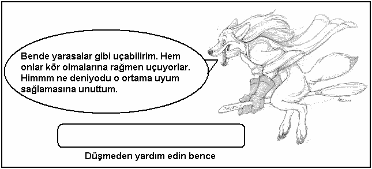 Bende yarasalar gibi uçabilirim. Hem
onlar kör olmalarına rağmen uçuyorlar.
Himmm ne deniyodu o ortama uyum
sağlamasına unuttum.
Düşmeden yardım edin bence